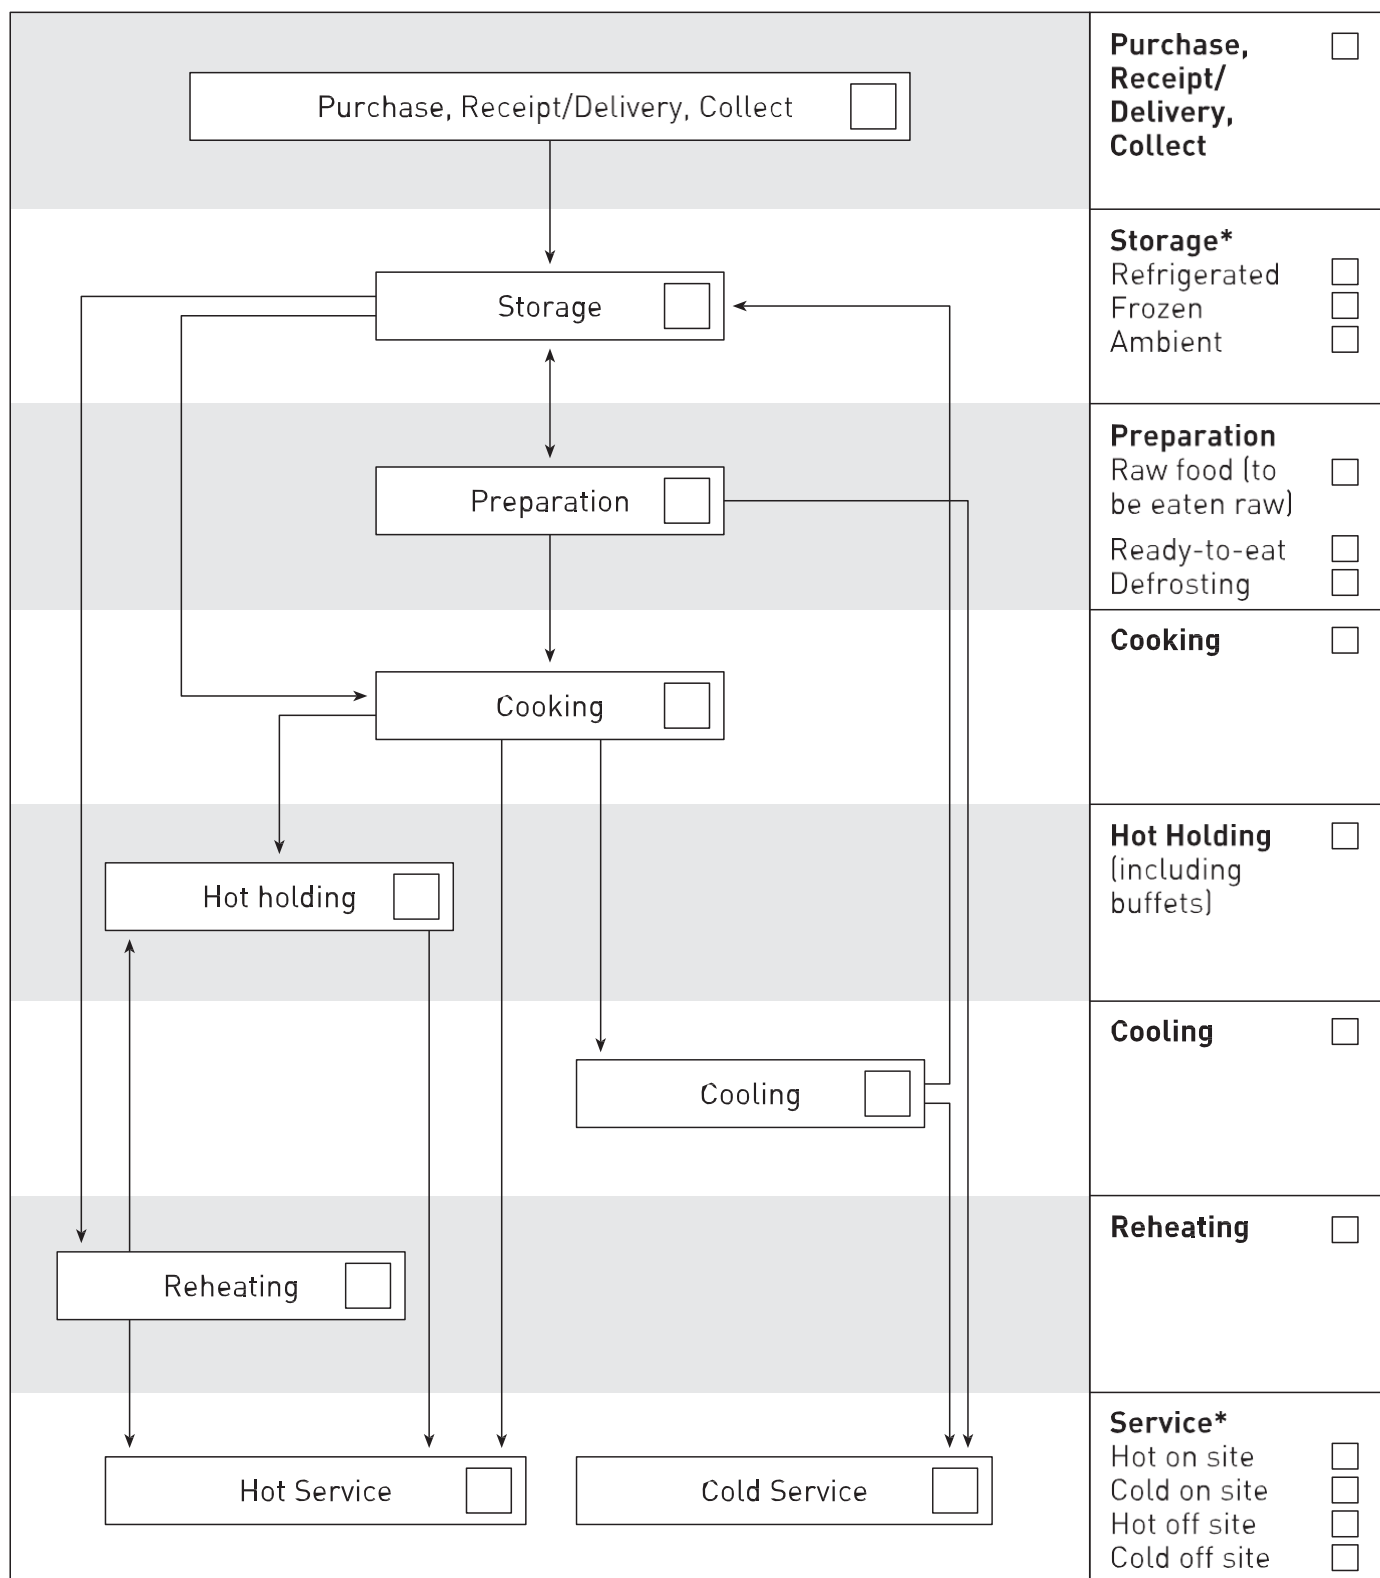 Purchase, Receipt/Delivery, Collect
Purchase,
Receipt/
Delivery,
Collect
Storage
Storage*
Refrigerated
Frozen
Ambient
Preparation
Preparation
Raw food (to
be eaten raw)
Ready-to-eat
Defrosting
Cooking
Cooking
Hot holding
Hot Holding
(including
buffets)
Cooling
Cooling
Reheating
Reheating
Hot Service
Cold Service
Service*
Hot on site
Cold on site
Hot off site
Cold off site